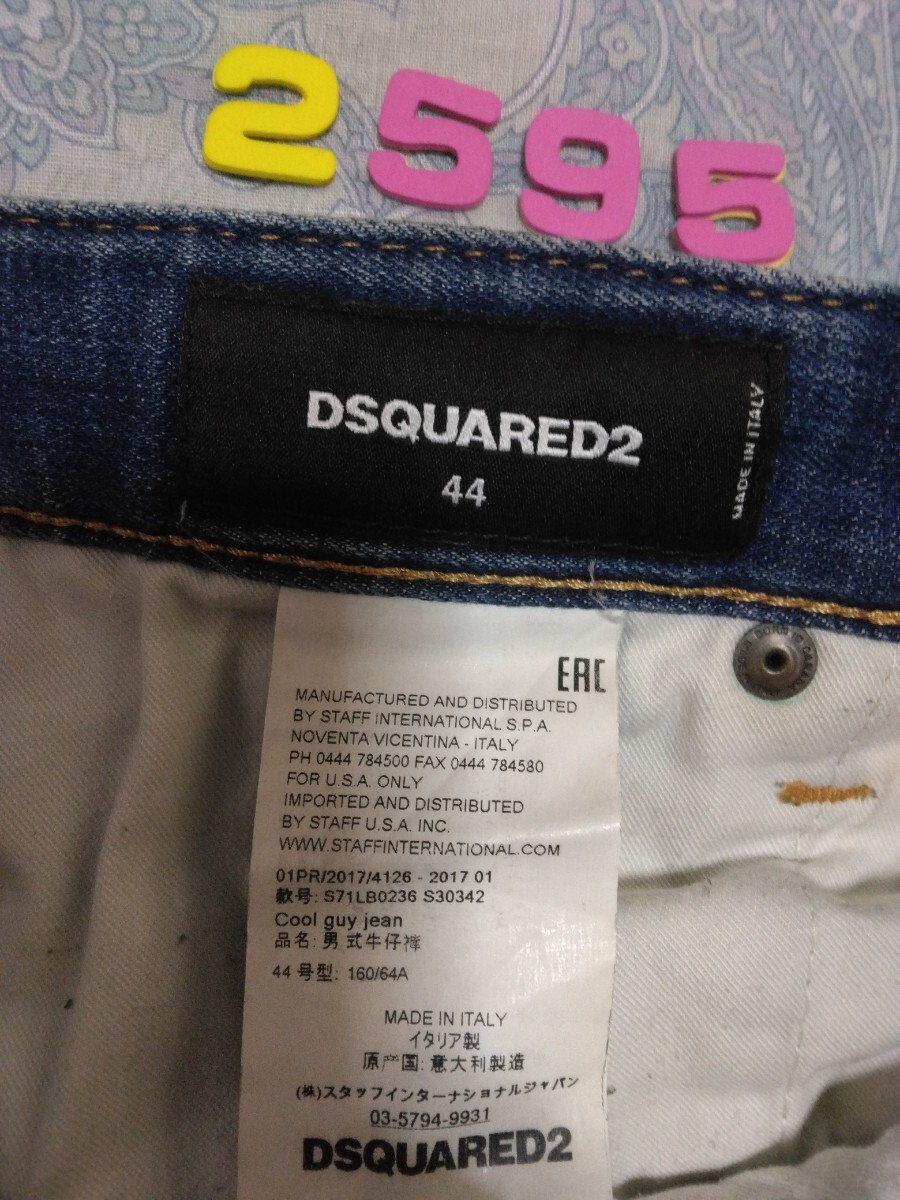 2595
DSQUARED2
44
MADE IN ITALY
EAC
MANUFACTURED AND DISTRIBUTED
BY STAFF INTERNATIONAL S.P.A.
NOVENTA VICENTINA - ITALY
PH 0444 784500 FAX 0444 784580
FOR U.S.A. ONLY
IMPORTED AND DISTRIBUTED
BY STAFF U.S.A. INC.
WWW.STAFFINTERNATIONAL.COM
01PR/2017/4126 - 2017 01
款号: S71LB0236 S30342
Cool guy jean
品名: 男式牛仔裤
44 号型: 160/64A
MADE IN ITALY
イタリア製
原产国: 意大利製造
(株)スタッフインターナショナルジャパン
03-5794-9931
DSQUARED2